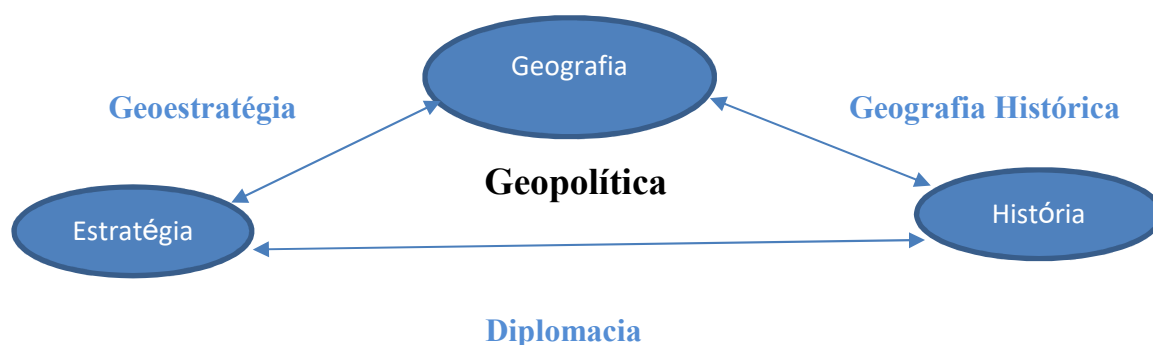 Geografia
Geoestratégia
Geografia Histórica
Geopolítica
Estratégia
História
Diplomacia